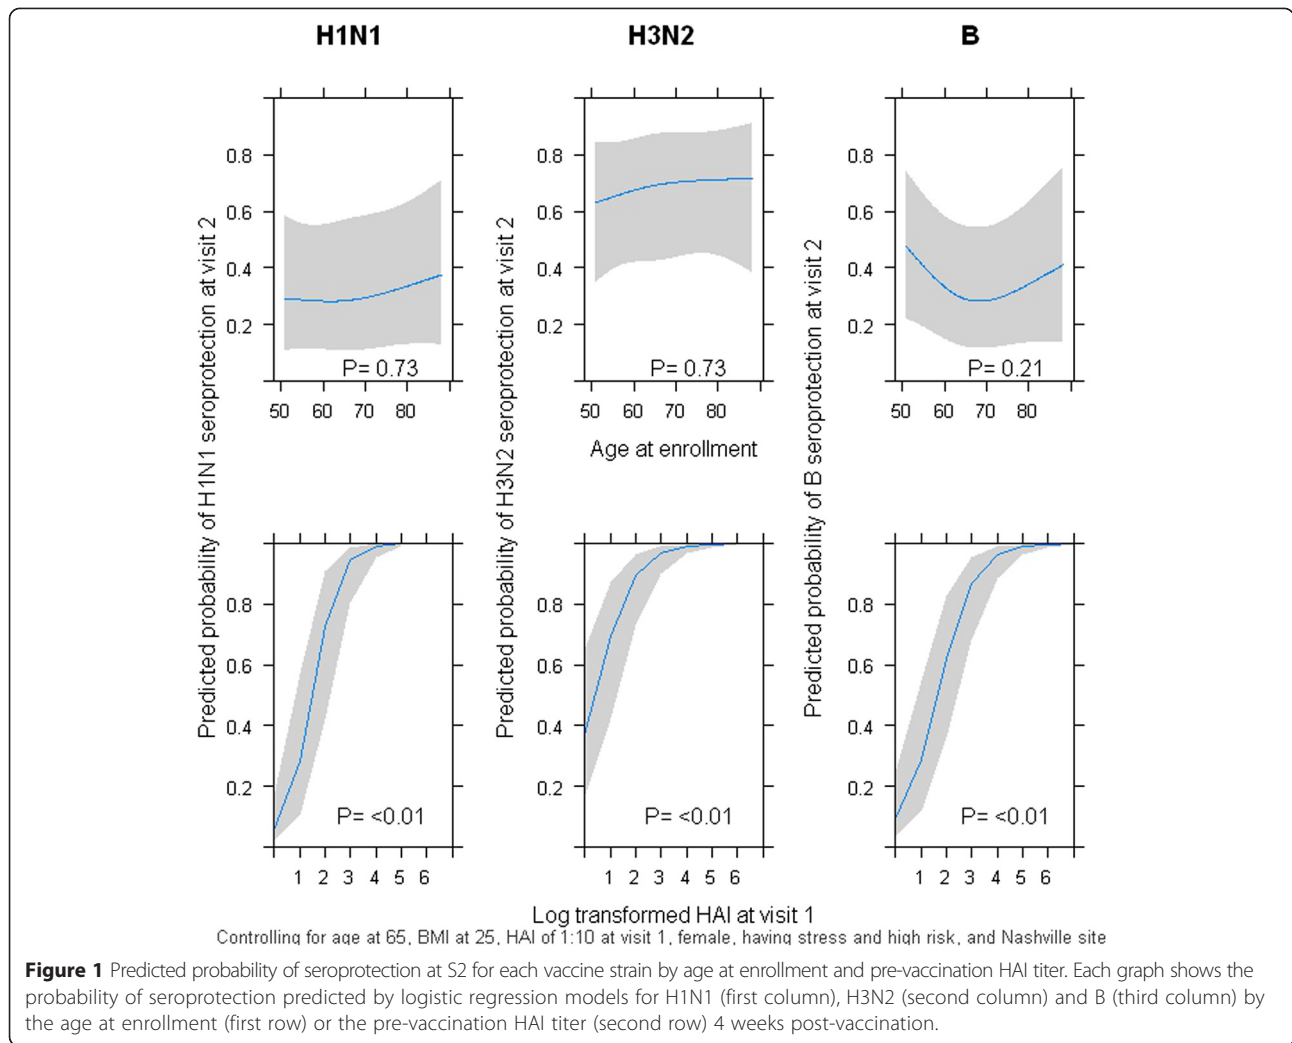 H1N1 H3N2 B
Predicted probability of H1N1 seroprotection at visit 2
0.8
0.6
0.4
0.2
P= 0.73
50 60 70 80
Predicted probability of H3N2 seroprotection at visit 2
0.8
0.6
0.4
0.2
P= 0.73
50 60 70 80
Age at enrollment
Predicted probability of B seroprotection at visit 2
0.8
0.6
0.4
0.2
P= 0.21
50 60 70 80
0.8
0.6
0.4
0.2
P= <0.01
1 2 3 4 5 6
0.8
0.6
0.4
0.2
P= <0.01
1 2 3 4 5 6
0.8
0.6
0.4
0.2
P= <0.01
1 2 3 4 5 6
Log transformed HAI at visit 1
Controlling for age at 65, BMI at 25, HAI of 1:10 at visit 1, female, having stress and high risk, and Nashville site
Figure 1 Predicted probability of seroprotection at S2 for each vaccine strain by age at enrollment and pre-vaccination HAI titer. Each graph shows the
probability of seroprotection predicted by logistic regression models for H1N1 (first column), H3N2 (second column) and B (third column) by
the age at enrollment (first row) or the pre-vaccination HAI titer (second row) 4 weeks post-vaccination.